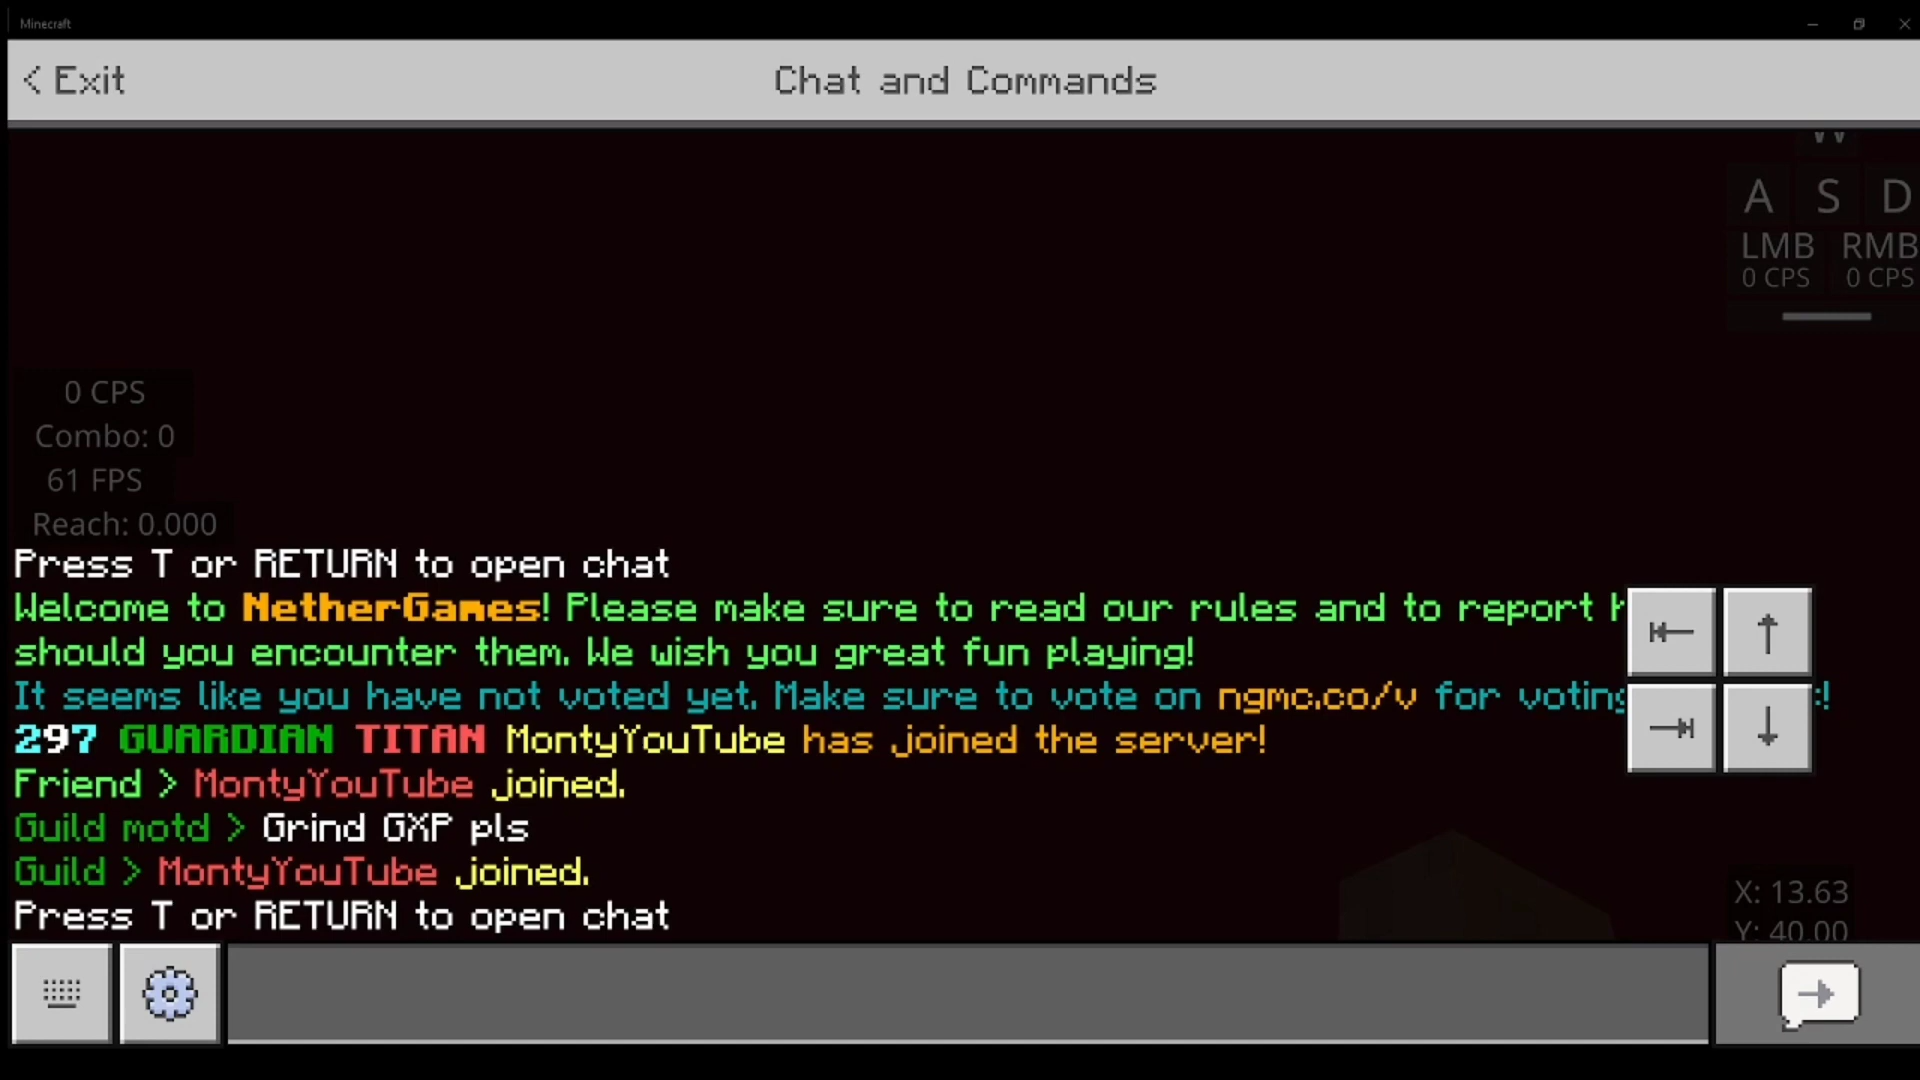 Minecraft
< Exit
Chat and Commands
A S D
LMB RMB
0 CPS 0 CPS
0 CPS
Combo: 0
61 FPS
Reach: 0.000
Press T or RETURN to open chat
Welcome to NetherGames! Please make sure to read our rules and to report
should you encounter them. We wish you great fun playing!
It seems like you have not voted yet. Make sure to vote on ngmc.co/v for voting !
297 GUARDIAN TITAN MontyYouTube has joined the server!
Friend > MontyYouTube joined.
Guild motd > Grind GXP pls
Guild > MontyYouTube joined.
Press T or RETURN to open chat
X: 13.63
Y: 40.00